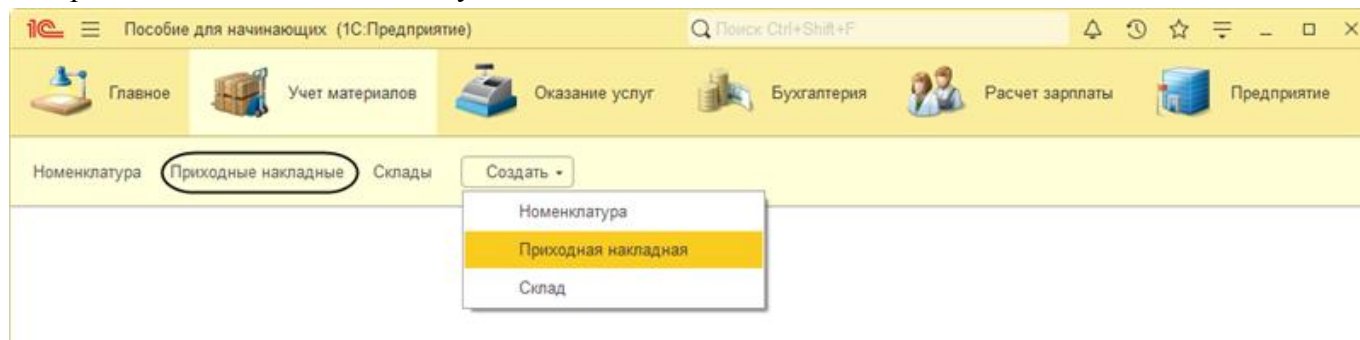 1С Пособие для начинающих (1С:Предприятие) Поиск Ctrl+Shift+F
Главное Учет материалов Оказание услуг Бухгалтерия Расчет зарплаты Предприятие
Номенклатура Приходные накладные Склады Создать
Номенклатура
Приходная накладная
Склад